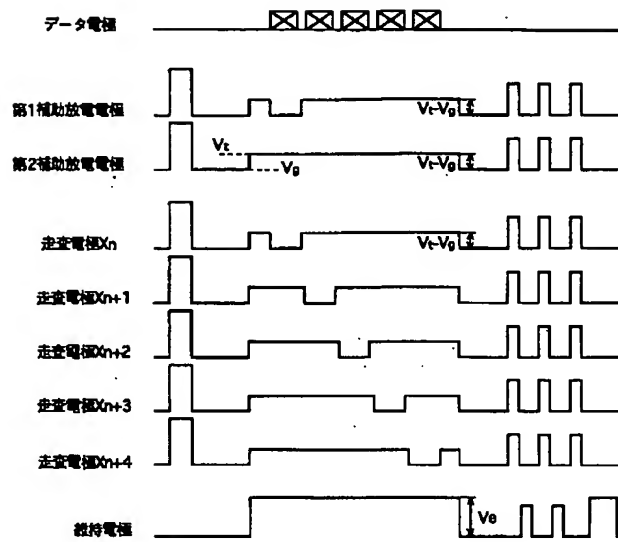 データ電極
第1補助放電電極
Vt-Vg
第2補助放電電極
Vt
Vg
Vt-Vg
走査電極Xn
Vt-Vg
走査電極Xn+1
走査電極Xn+2
走査電極Xn+3
走査電極Xn+4
維持電極
Ve